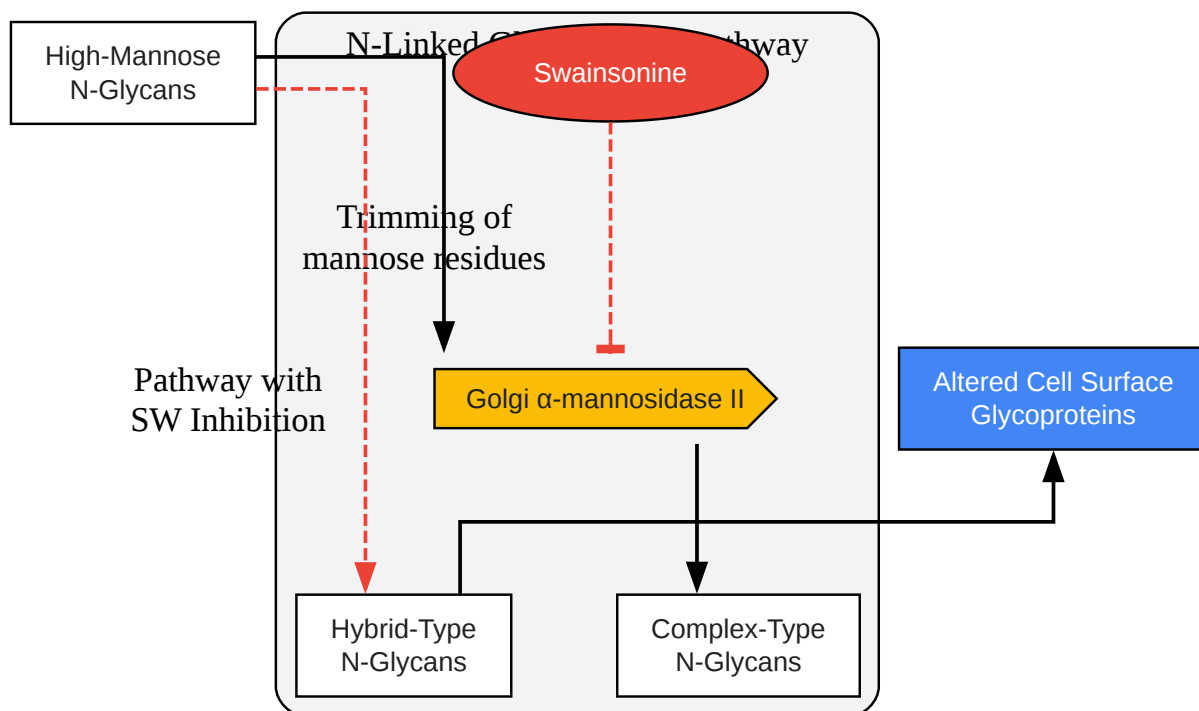 High-Mannose
N-Glycans
N-Linked
Swainsonine
Trimming of
mannose residues
Pathway with
SW Inhibition
Golgi α-mannosidase II
Altered Cell Surface
Glycoproteins
Hybrid-Type
N-Glycans
Complex-Type
N-Glycans